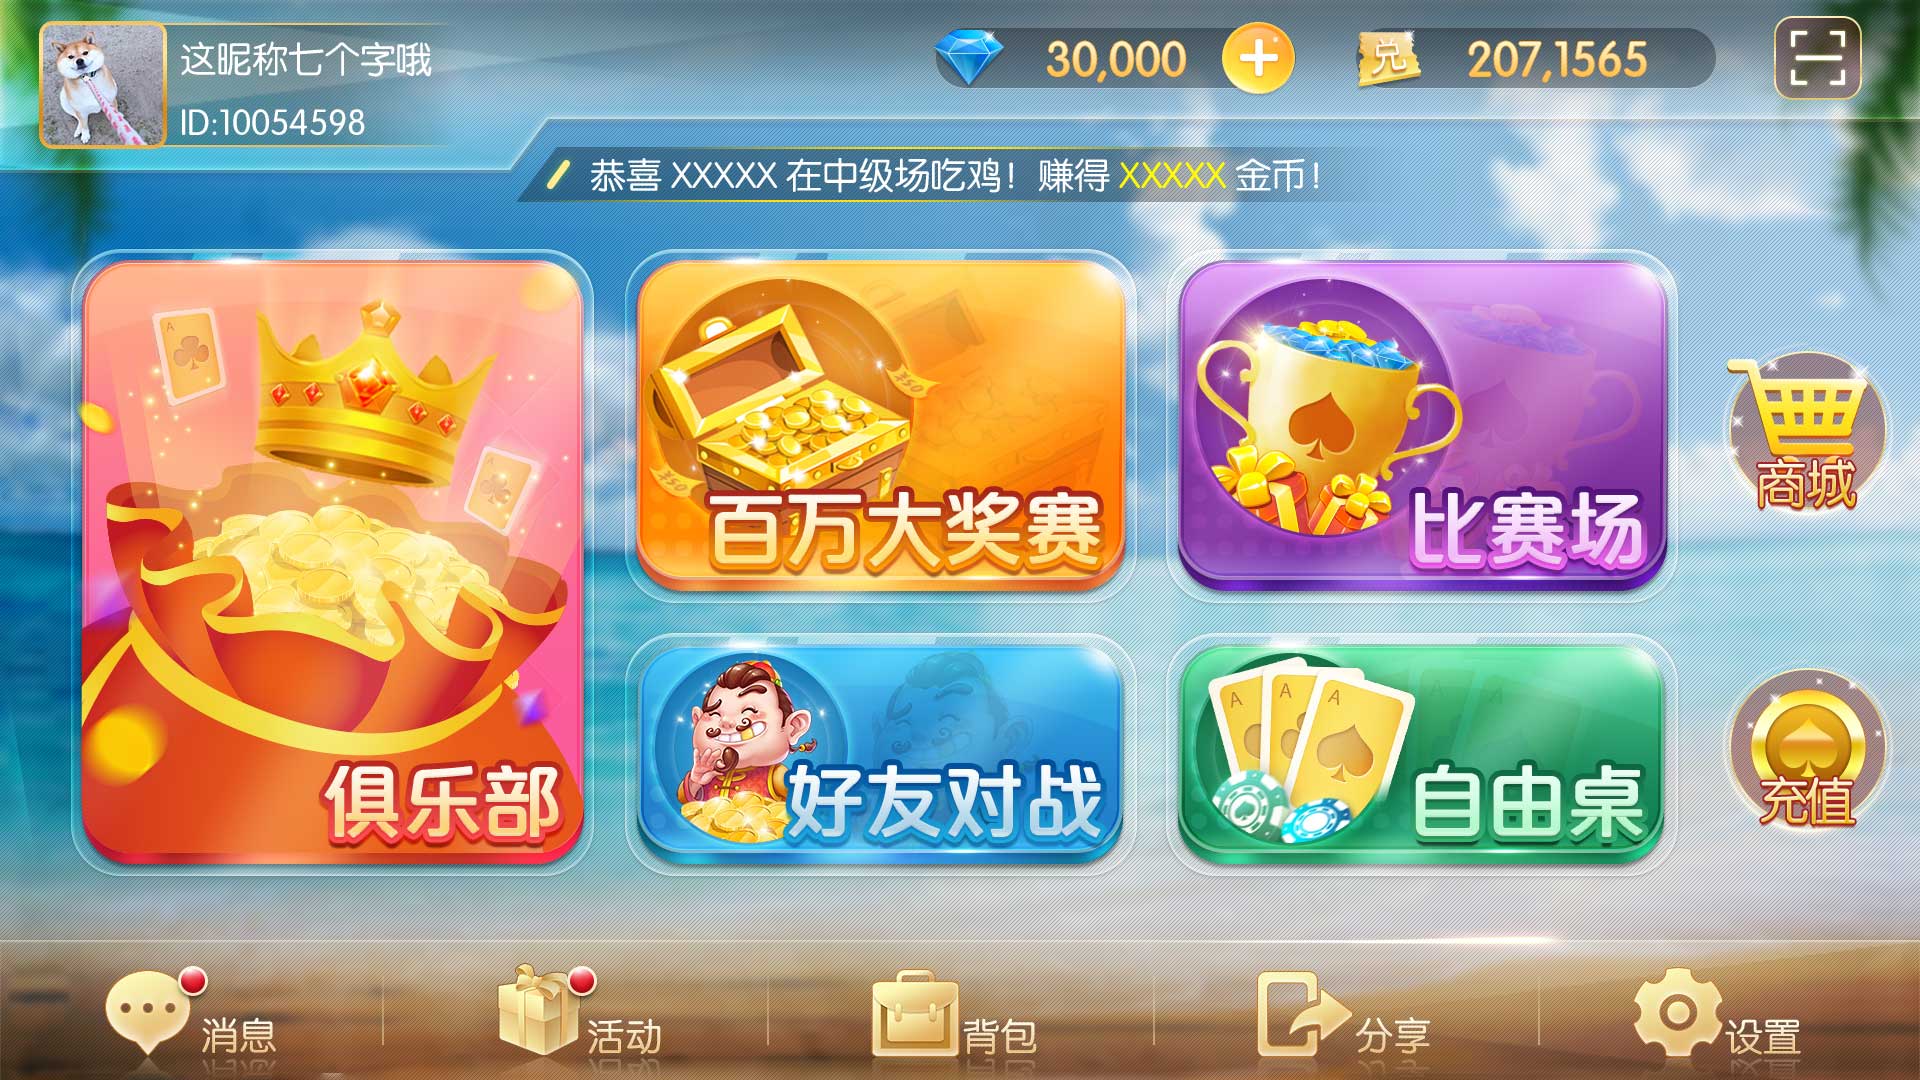 这昵称七个字哦
ID:10054598
30,000
兑
207,1565
恭喜 XXXXX 在中级场吃鸡！赚得 XXXXX 金币！
A
A
俱乐部
450
450
百万大奖赛
比赛场
商城
好友对战
A
A
A
自由桌
充值
消息
活动
背包
分享
设置